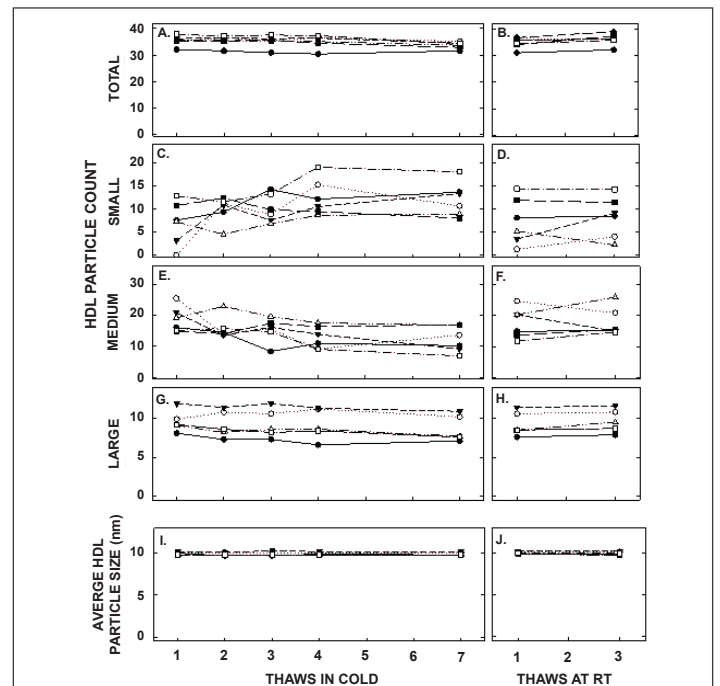 A.
B.
TOTAL
40
30
20
10
0
C.
D.
HDL PARTICLE COUNT
SMALL
20
15
10
5
0
E.
F.
MEDIUM
30
20
10
0
G.
H.
LARGE
10
5
0
I.
J.
AVERGE HDL
PARTICLE SIZE (nm)
10
5
0
1 2 3 4 5 6 7
1 2 3
THAWS IN COLD
THAWS AT RT